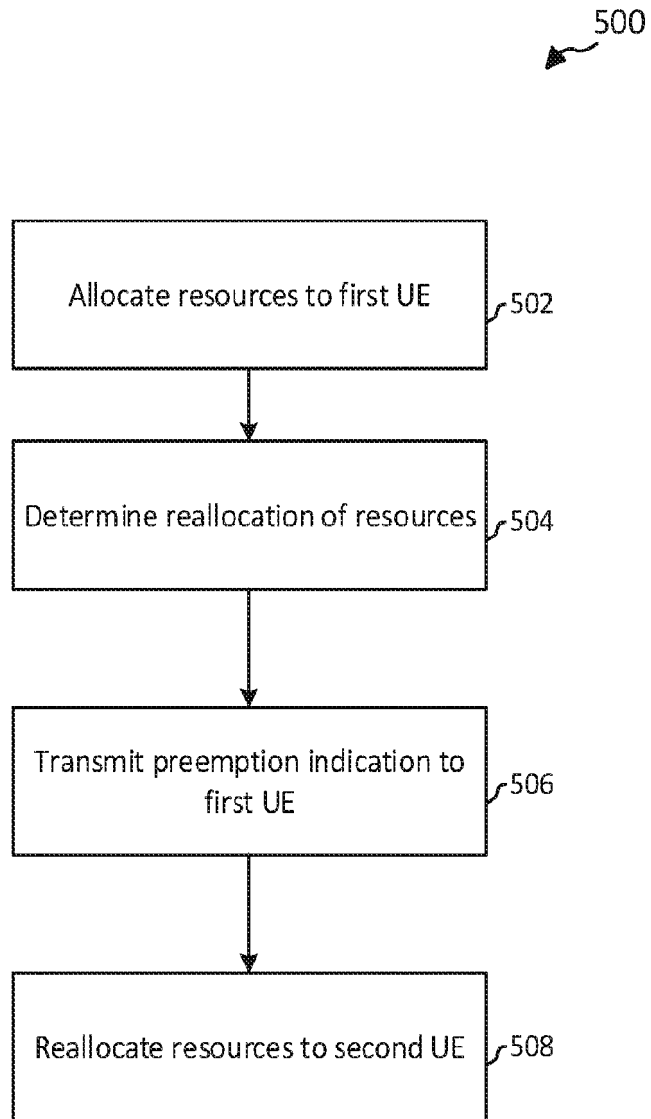 500
Allocate resources to first UE
502
Determine reallocation of resources
504
Transmit preemption indication to
first UE
506
Reallocate resources to second UE
508